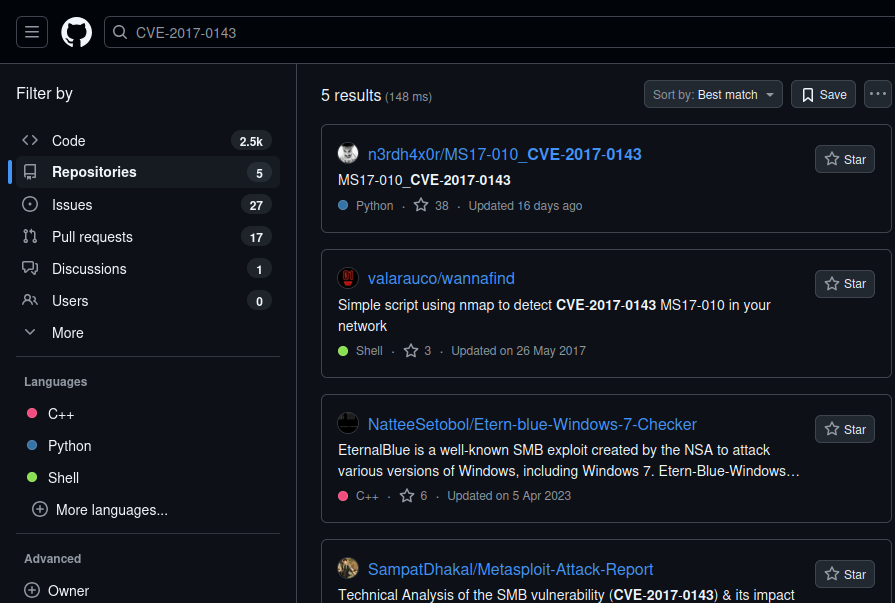 CVE-2017-0143
Filter by
Code 2.5k
Repositories 5
Issues 27
Pull requests 17
Discussions 1
Users 0
More
Languages
C++
Python
Shell
More languages...
Advanced
Owner
5 results (148 ms)
Sort by: Best match
Save
n3rdh4x0r/MS17-010_CVE-2017-0143
Star
MS17-010_CVE-2017-0143
Python · 38 · Updated 16 days ago
valarauco/wannafind
Star
Simple script using nmap to detect CVE-2017-0143 MS17-010 in your
network
Shell · 3 · Updated on 26 May 2017
NatteeSetobol/Etern-blue-Windows-7-Checker
Star
EternalBlue is a well-known SMB exploit created by the NSA to attack
various versions of Windows, including Windows 7. Etern-Blue-Windows…
C++ · 6 · Updated on 5 Apr 2023
SampatDhakal/Metasploit-Attack-Report
Star
Technical Analysis of the SMB vulnerability (CVE-2017-0143) & its impact